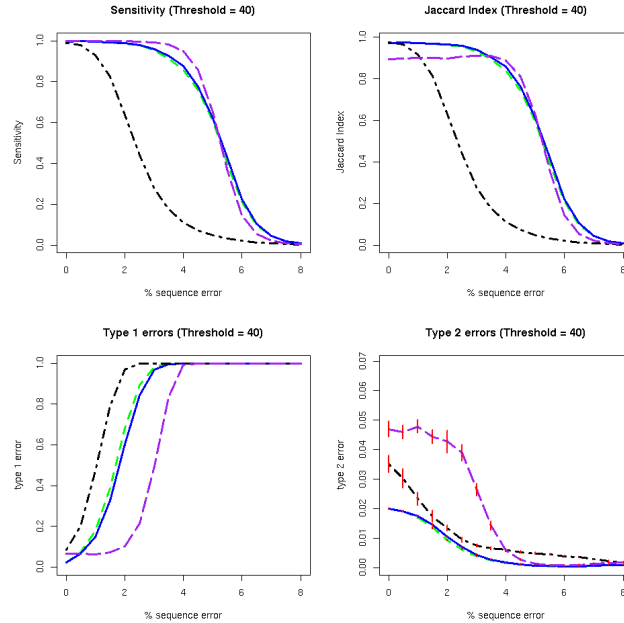 Sensitivity (Threshold = 40)
Sensitivity
0.0 0.2 0.4 0.6 0.8 1.0
0 2 4 6 8
% sequence error
Jaccard Index (Threshold = 40)
Jaccard Index
0.0 0.2 0.4 0.6 0.8 1.0
0 2 4 6 8
% sequence error
Type 1 errors (Threshold = 40)
type 1 error
0.0 0.2 0.4 0.6 0.8 1.0
0 2 4 6 8
% sequence error
Type 2 errors (Threshold = 40)
type 2 error
0.00 0.01 0.02 0.03 0.04 0.05 0.06 0.07
0 2 4 6 8
% sequence error